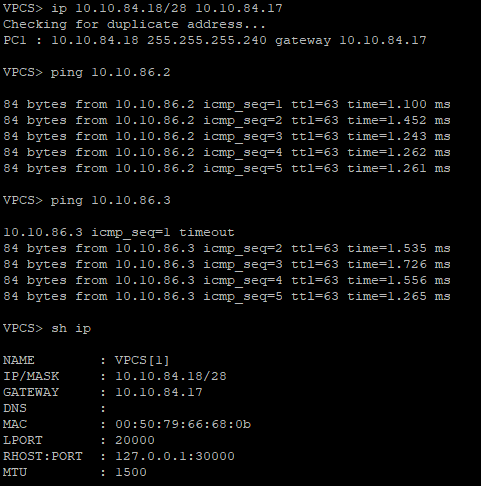 VPCS> ip 10.10.84.18/28 10.10.84.17
Checking for duplicate address...
PC1 : 10.10.84.18 255.255.255.240 gateway 10.10.84.17
VPCS> ping 10.10.86.2
84 bytes from 10.10.86.2 icmp_seq=1 ttl=63 time=1.100 ms
84 bytes from 10.10.86.2 icmp_seq=2 ttl=63 time=1.452 ms
84 bytes from 10.10.86.2 icmp_seq=3 ttl=63 time=1.243 ms
84 bytes from 10.10.86.2 icmp_seq=4 ttl=63 time=1.262 ms
84 bytes from 10.10.86.2 icmp_seq=5 ttl=63 time=1.261 ms
VPCS> ping 10.10.86.3
10.10.86.3 icmp_seq=1 timeout
84 bytes from 10.10.86.3 icmp_seq=2 ttl=63 time=1.535 ms
84 bytes from 10.10.86.3 icmp_seq=3 ttl=63 time=1.726 ms
84 bytes from 10.10.86.3 icmp_seq=4 ttl=63 time=1.556 ms
84 bytes from 10.10.86.3 icmp_seq=5 ttl=63 time=1.265 ms
VPCS> sh ip
NAME : VPCS[1]
IP/MASK : 10.10.84.18/28
GATEWAY : 10.10.84.17
DNS :
MAC : 00:50:79:66:68:0b
LPORT : 20000
RHOST:PORT : 127.0.0.1:30000
MTU : 1500